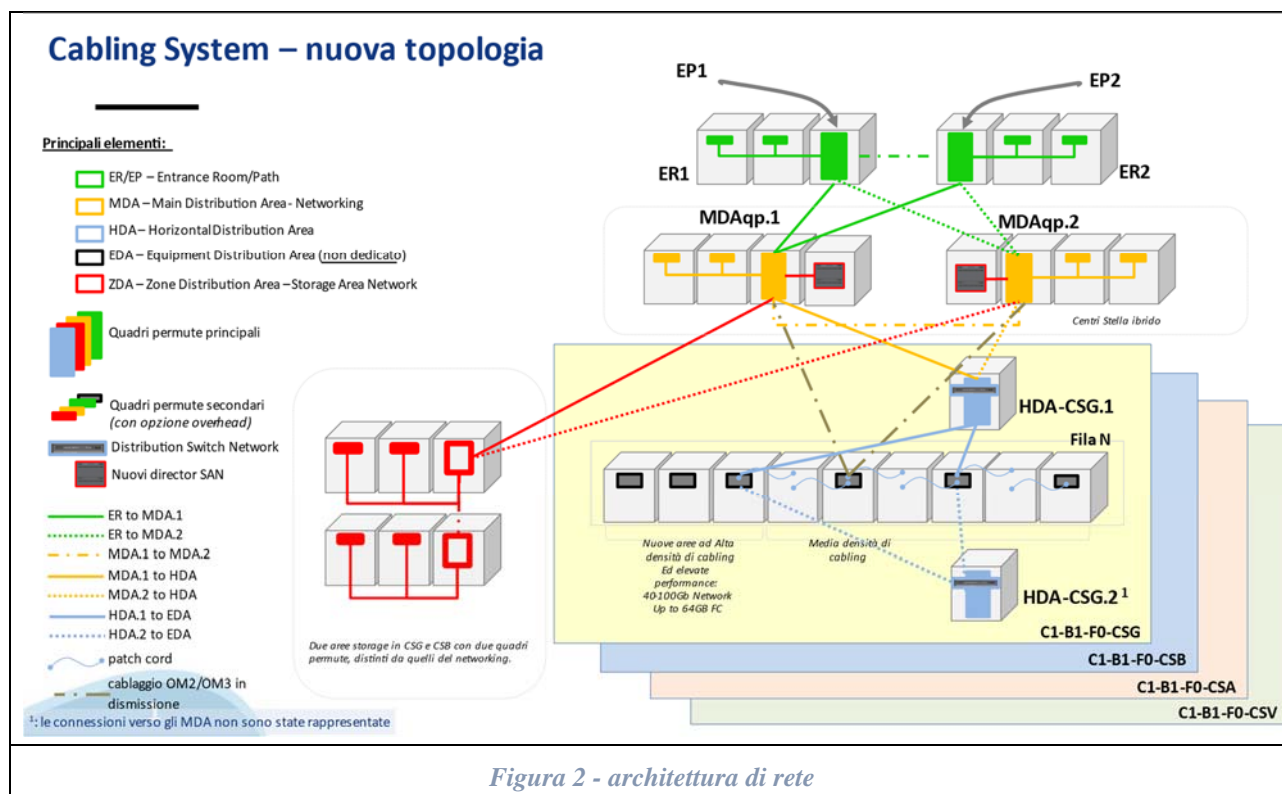 Cabling System – nuova topologia
Principali elementi:
ER/EP – Entrance Room/Path
MDA – Main Distribution Area - Networking
HDA – Horizontal Distribution Area
EDA – Equipment Distribution Area (non dedicato)
ZDA – Zone Distribution Area – Storage Area Network
Quadri permute principali
Quadri permute secondari
(con opzione overhead)
Distribution Switch Network
Nuovi director SAN
ER to MDA.1
ER to MDA.2
MDA.1 to MDA.2
MDA.1 to HDA
MDA.2 to HDA
HDA.1 to EDA
HDA.2 to EDA
patch cord
cablaggio OM2/OM3 in
dismissione
1: le connessioni verso gli MDA non sono state rappresentate
EP1
EP2
ER1
ER2
MDAqp.1
MDAqp.2
Centri Stella ibrido
HDA-CSG.1
Fila N
Nuove aree ad Alta
densità di cabling
Ed elevate
performance:
40-100Gb Network
Up to 64GB FC
Media densità di
cabling
HDA-CSG.2 1
Due aree storage in CSG e CSB con due quadri
permute, distinti da quelli del networking.
C1-B1-F0-CSG
C1-B1-F0-CSB
C1-B1-F0-CSA
C1-B1-F0-CSV
Figura 2 - architettura di rete